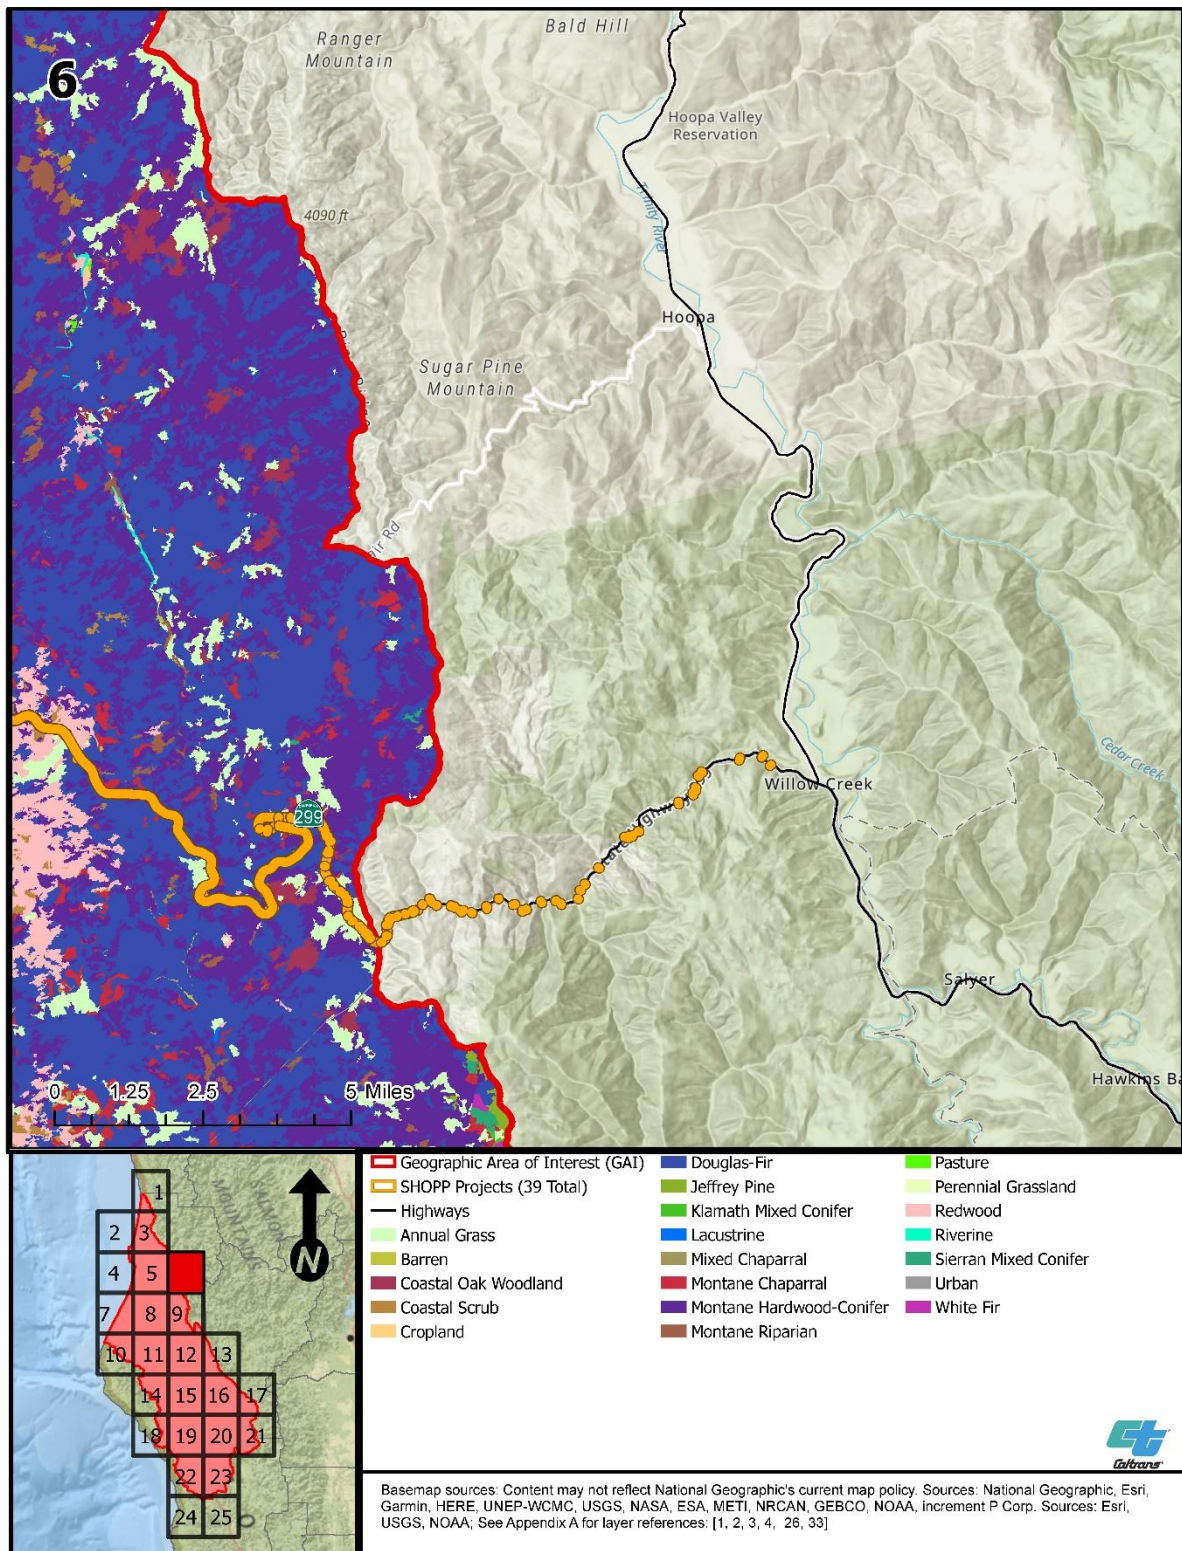 6
Ranger
Mountain
Bald Hill
Hoopa Valley
Reservation
Trinity River
4090 ft
Hoopa
Sugar Pine
Mountain
Rd
299
Willow Creek
Cedar Creek
Salyer
Hawkins Ba
0 1.25 2.5 5 Miles
1
2 3
4 5
7 8 9
10 11 12 13
14 15 16 17
18 19 20 21
22 23
24 25
SALMON
MOUNTAINS
N
Geographic Area of Interest (GAI)
SHOPP Projects (39 Total)
Highways
Annual Grass
Barren
Coastal Oak Woodland
Coastal Scrub
Cropland
Douglas-Fir
Jeffrey Pine
Klamath Mixed Conifer
Lacustrine
Mixed Chaparral
Montane Chaparral
Montane Hardwood-Conifer
Montane Riparian
Pasture
Perennial Grassland
Redwood
Riverine
Sierran Mixed Conifer
Urban
White Fir
Caltrans
Basemap sources: Content may not reflect National Geographic's current map policy. Sources: National Geographic, Esri,
Garmin, HERE, UNEP-WCMC, USGS, NASA, ESA, METI, NRCAN, GEBCO, NOAA, increment P Corp. Sources: Esri,
USGS, NOAA; See Appendix A for layer references: [1, 2, 3, 4, 26, 33]